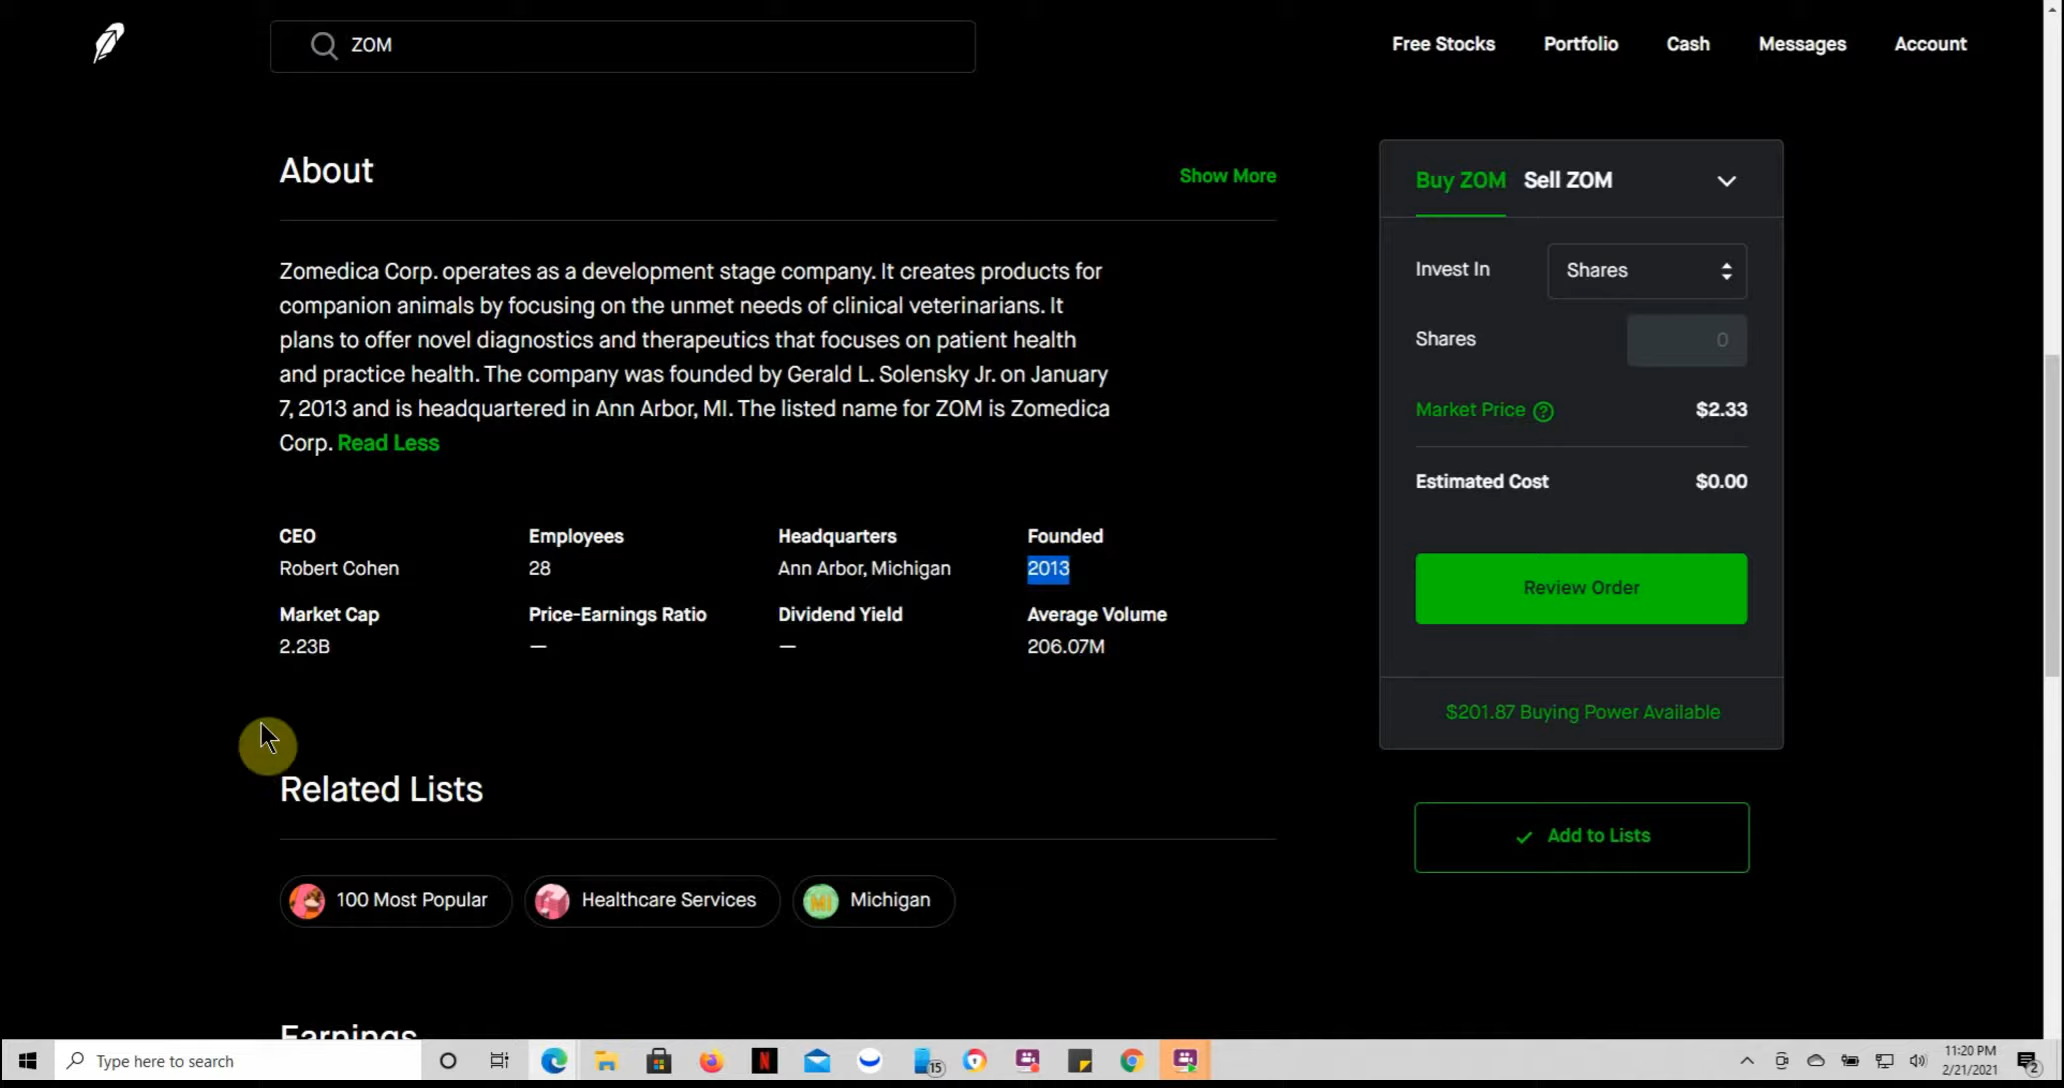 ZOM
Free Stocks Portfolio Cash Messages Account
About
Show More
Zomedica Corp. operates as a development stage company. It creates products for
companion animals by focusing on the unmet needs of clinical veterinarians. It
plans to offer novel diagnostics and therapeutics that focuses on patient health
and practice health. The company was founded by Gerald L. Solensky Jr. on January
7, 2013 and is headquartered in Ann Arbor, MI. The listed name for ZOM is Zomedica
Corp. Read Less
CEO Employees Headquarters Founded
Robert Cohen 28 Ann Arbor, Michigan 2013
Market Cap Price-Earnings Ratio Dividend Yield Average Volume
2.23B — — 206.07M
Related Lists
100 Most Popular Healthcare Services Michigan
Earnings
Buy ZOM Sell ZOM
Invest In Shares
Shares 0
Market Price ? $2.33
Estimated Cost $0.00
Review Order
$201.87 Buying Power Available
Add to Lists
Type here to search
15
11:20 PM
2/21/2021
2